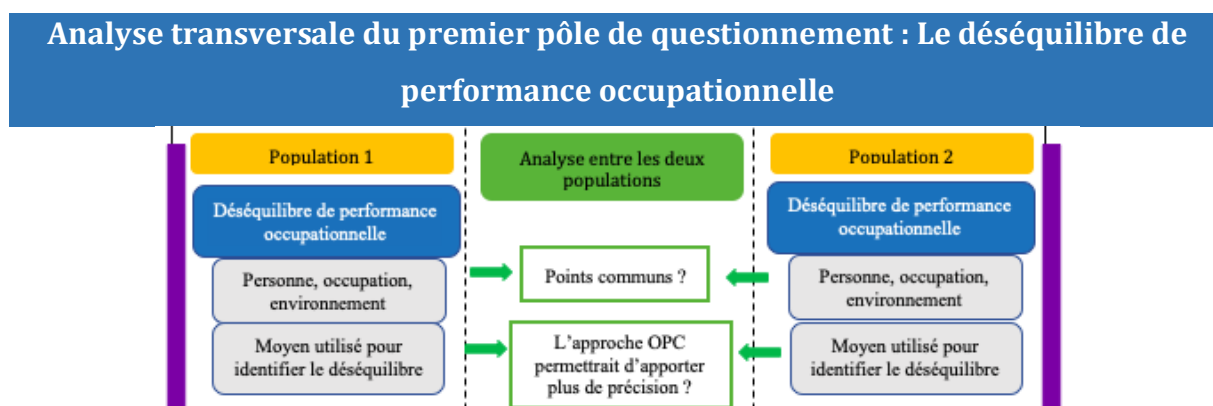 Analyse transversale du premier pôle de questionnement : Le déséquilibre de
performance occupationnelle
Population 1
Déséquilibre de performance
occupationnelle
Personne, occupation,
environnement
Moyen utilisé pour
identifier le déséquilibre
Analyse entre les deux
populations
Points communs ?
L'approche OPC
permettrait d'apporter
plus de précision ?
Population 2
Déséquilibre de performance
occupationnelle
Personne, occupation,
environnement
Moyen utilisé pour
identifier le déséquilibre